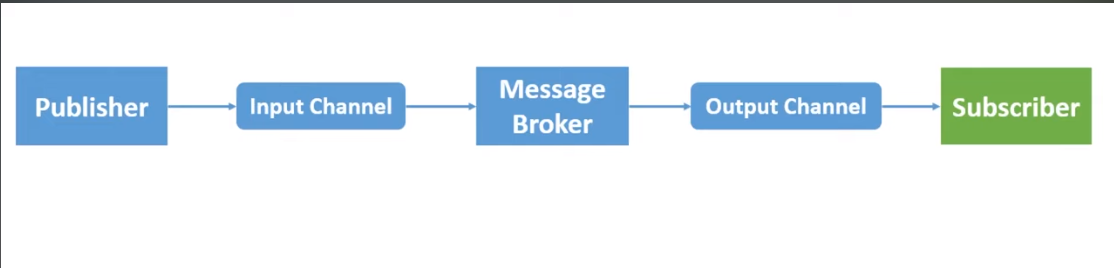 Publisher
Input Channel
Message
Broker
Output Channel
Subscriber